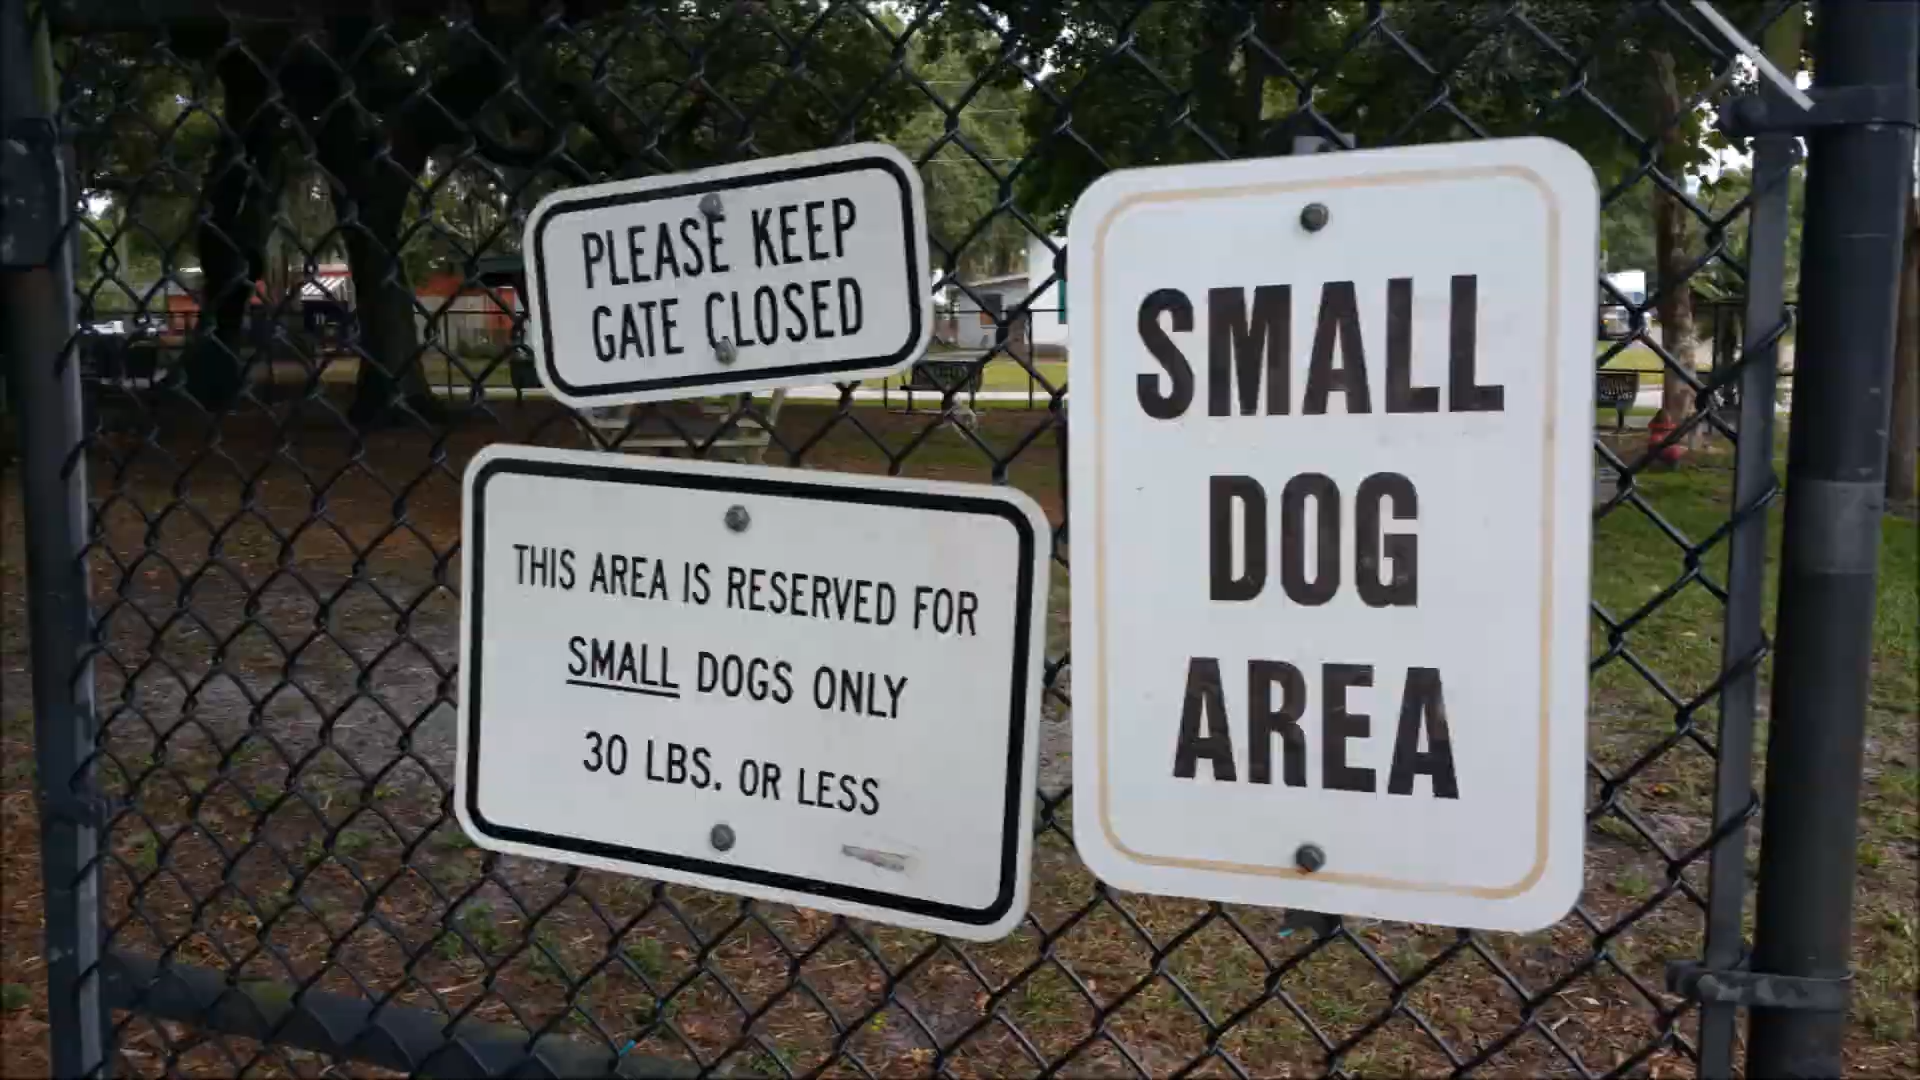 PLEASE KEEP
GATE CLOSED
THIS AREA IS RESERVED FOR
SMALL DOGS ONLY
30 LBS. OR LESS
SMALL
DOG
AREA